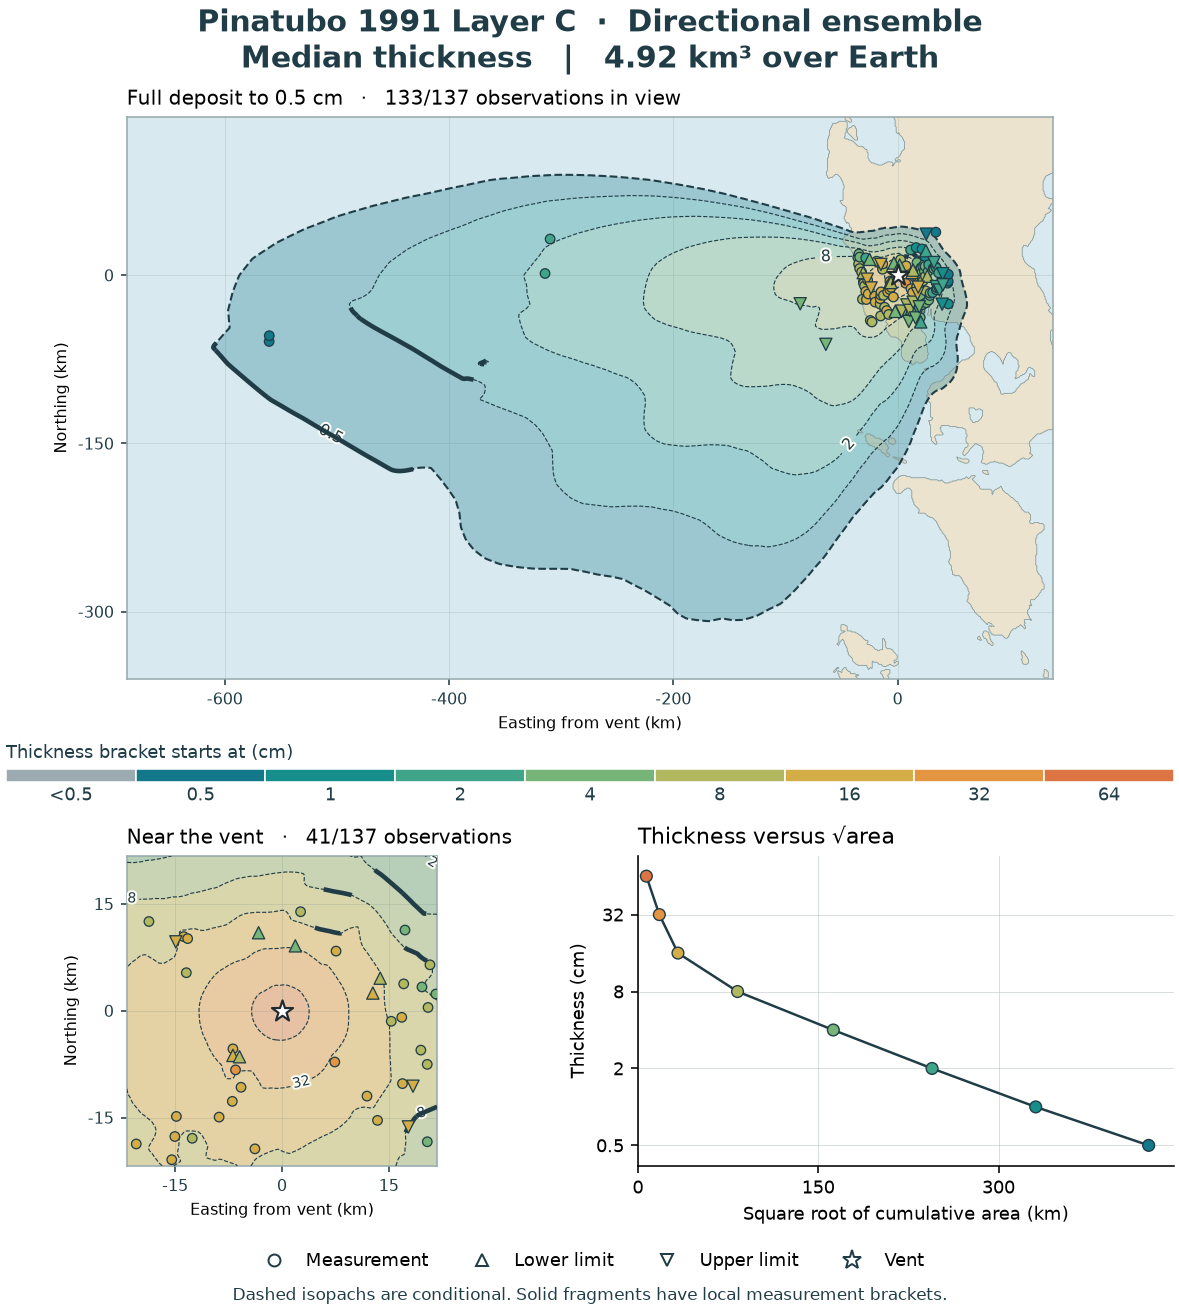 Pinatubo 1991 Layer C · Directional ensemble
Median thickness | 4.92 km³ over Earth
Full deposit to 0.5 cm · 133/137 observations in view
Northing (km)
0
-150
-300
8
2
0.5
-600
-400
-200
0
Easting from vent (km)
Thickness bracket starts at (cm)
<0.5
0.5
1
2
4
8
16
32
64
Near the vent · 41/137 observations
Northing (km)
15
0
-15
8
2
32
8
-15
0
15
Easting from vent (km)
Thickness versus √area
Thickness (cm)
32
8
2
0.5
0
150
300
Square root of cumulative area (km)
Measurement
Lower limit
Upper limit
Vent
Dashed isopachs are conditional. Solid fragments have local measurement brackets.